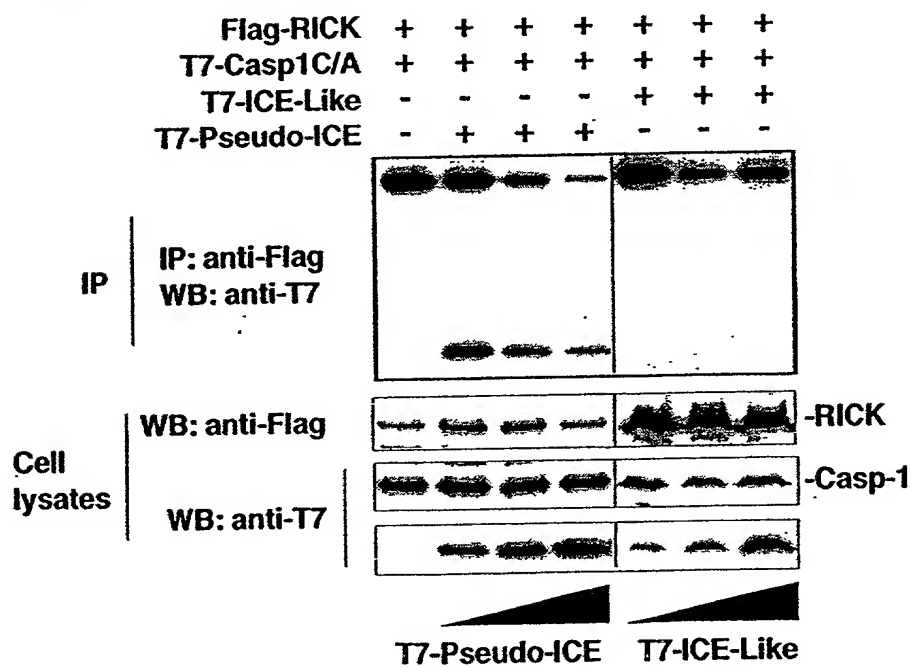 Flag-RICK + + + + + + +
T7-Casp1C/A + + + + + + +
T7-ICE-Like - - - - + + +
T7-Pseudo-ICE - + + + - - -
IP
IP: anti-Flag
WB: anti-T7
Cell
lysates
WB: anti-Flag
-RICK
WB: anti-T7
-Casp-1
T7-Pseudo-ICE T7-ICE-Like